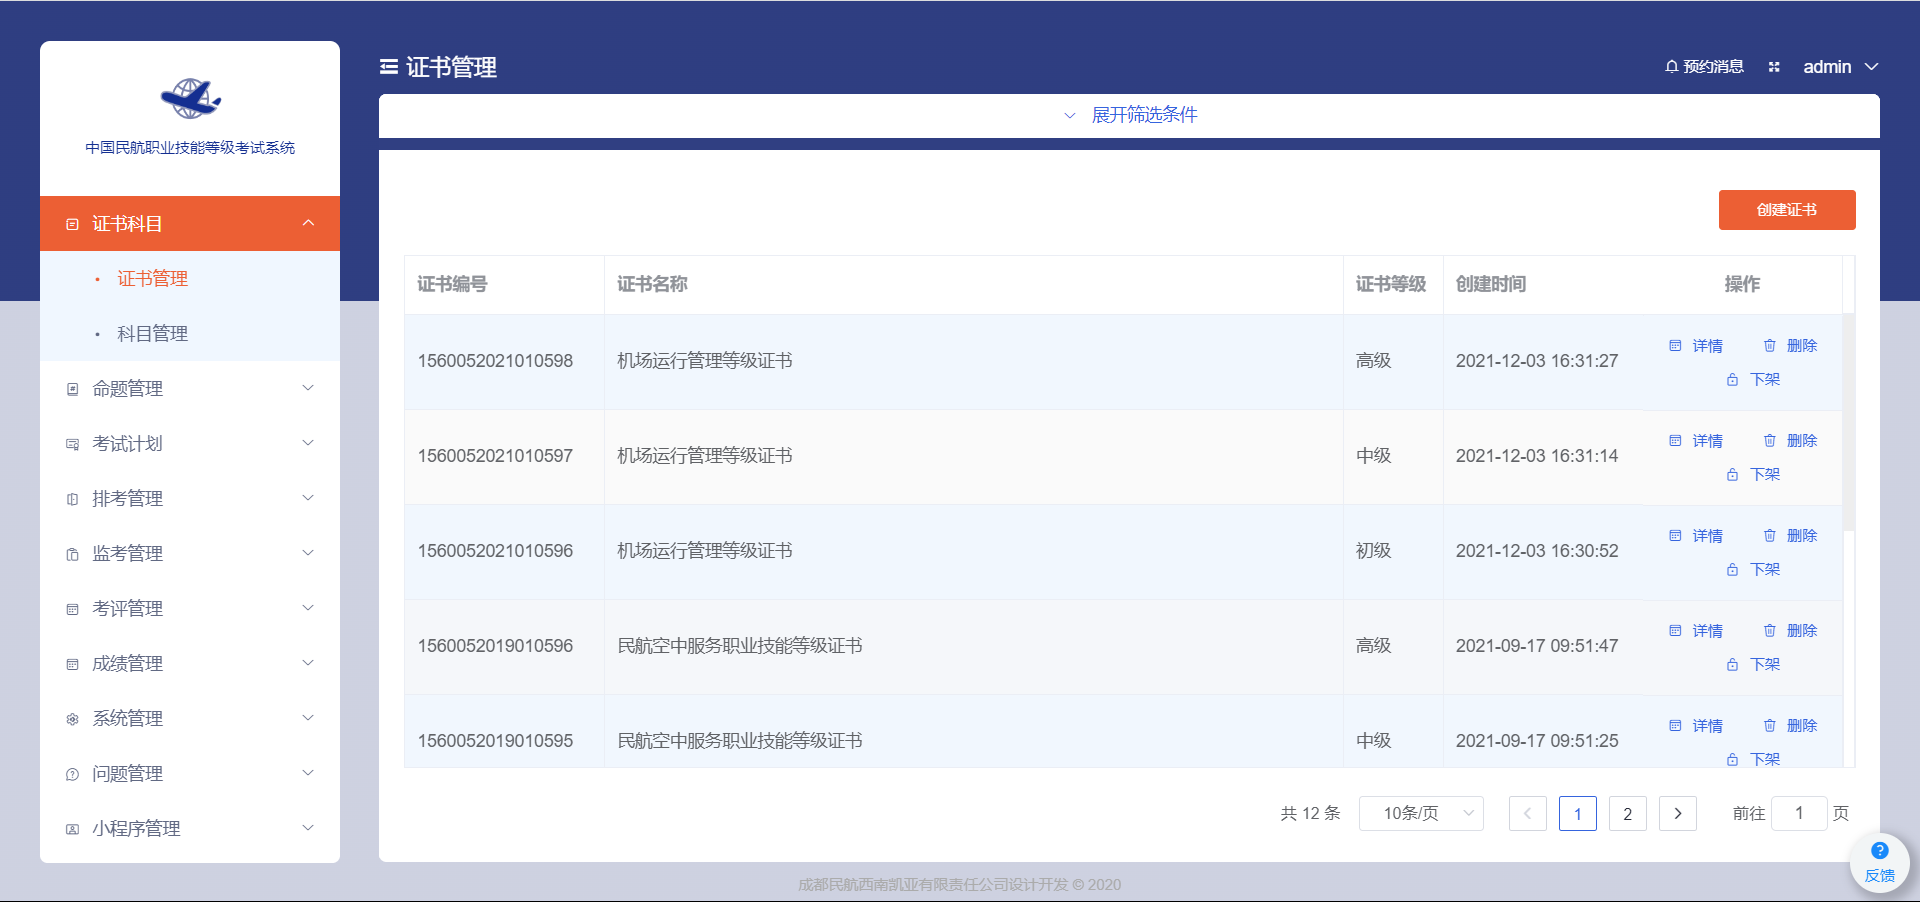 中国民航职业技能等级考试系统
证书科目
证书管理
科目管理
命题管理
考试计划
排考管理
监考管理
考评管理
成绩管理
系统管理
问题管理
小程序管理
证书管理
预约消息
admin
展开筛选条件
创建证书
证书编号 证书名称 证书等级 创建时间 操作
1560052021010598 机场运行管理等级证书 高级 2021-12-03 16:31:27 详情 删除
下架
1560052021010597 机场运行管理等级证书 中级 2021-12-03 16:31:14 详情 删除
下架
1560052021010596 机场运行管理等级证书 初级 2021-12-03 16:30:52 详情 删除
下架
1560052019010596 民航空中服务职业技能等级证书 高级 2021-09-17 09:51:47 详情 删除
下架
1560052019010595 民航空中服务职业技能等级证书 中级 2021-09-17 09:51:25 详情 删除
下架
共 12 条 10条/页 1 2 前往 1 页
反馈
成都民航西南凯亚有限责任公司设计开发 © 2020